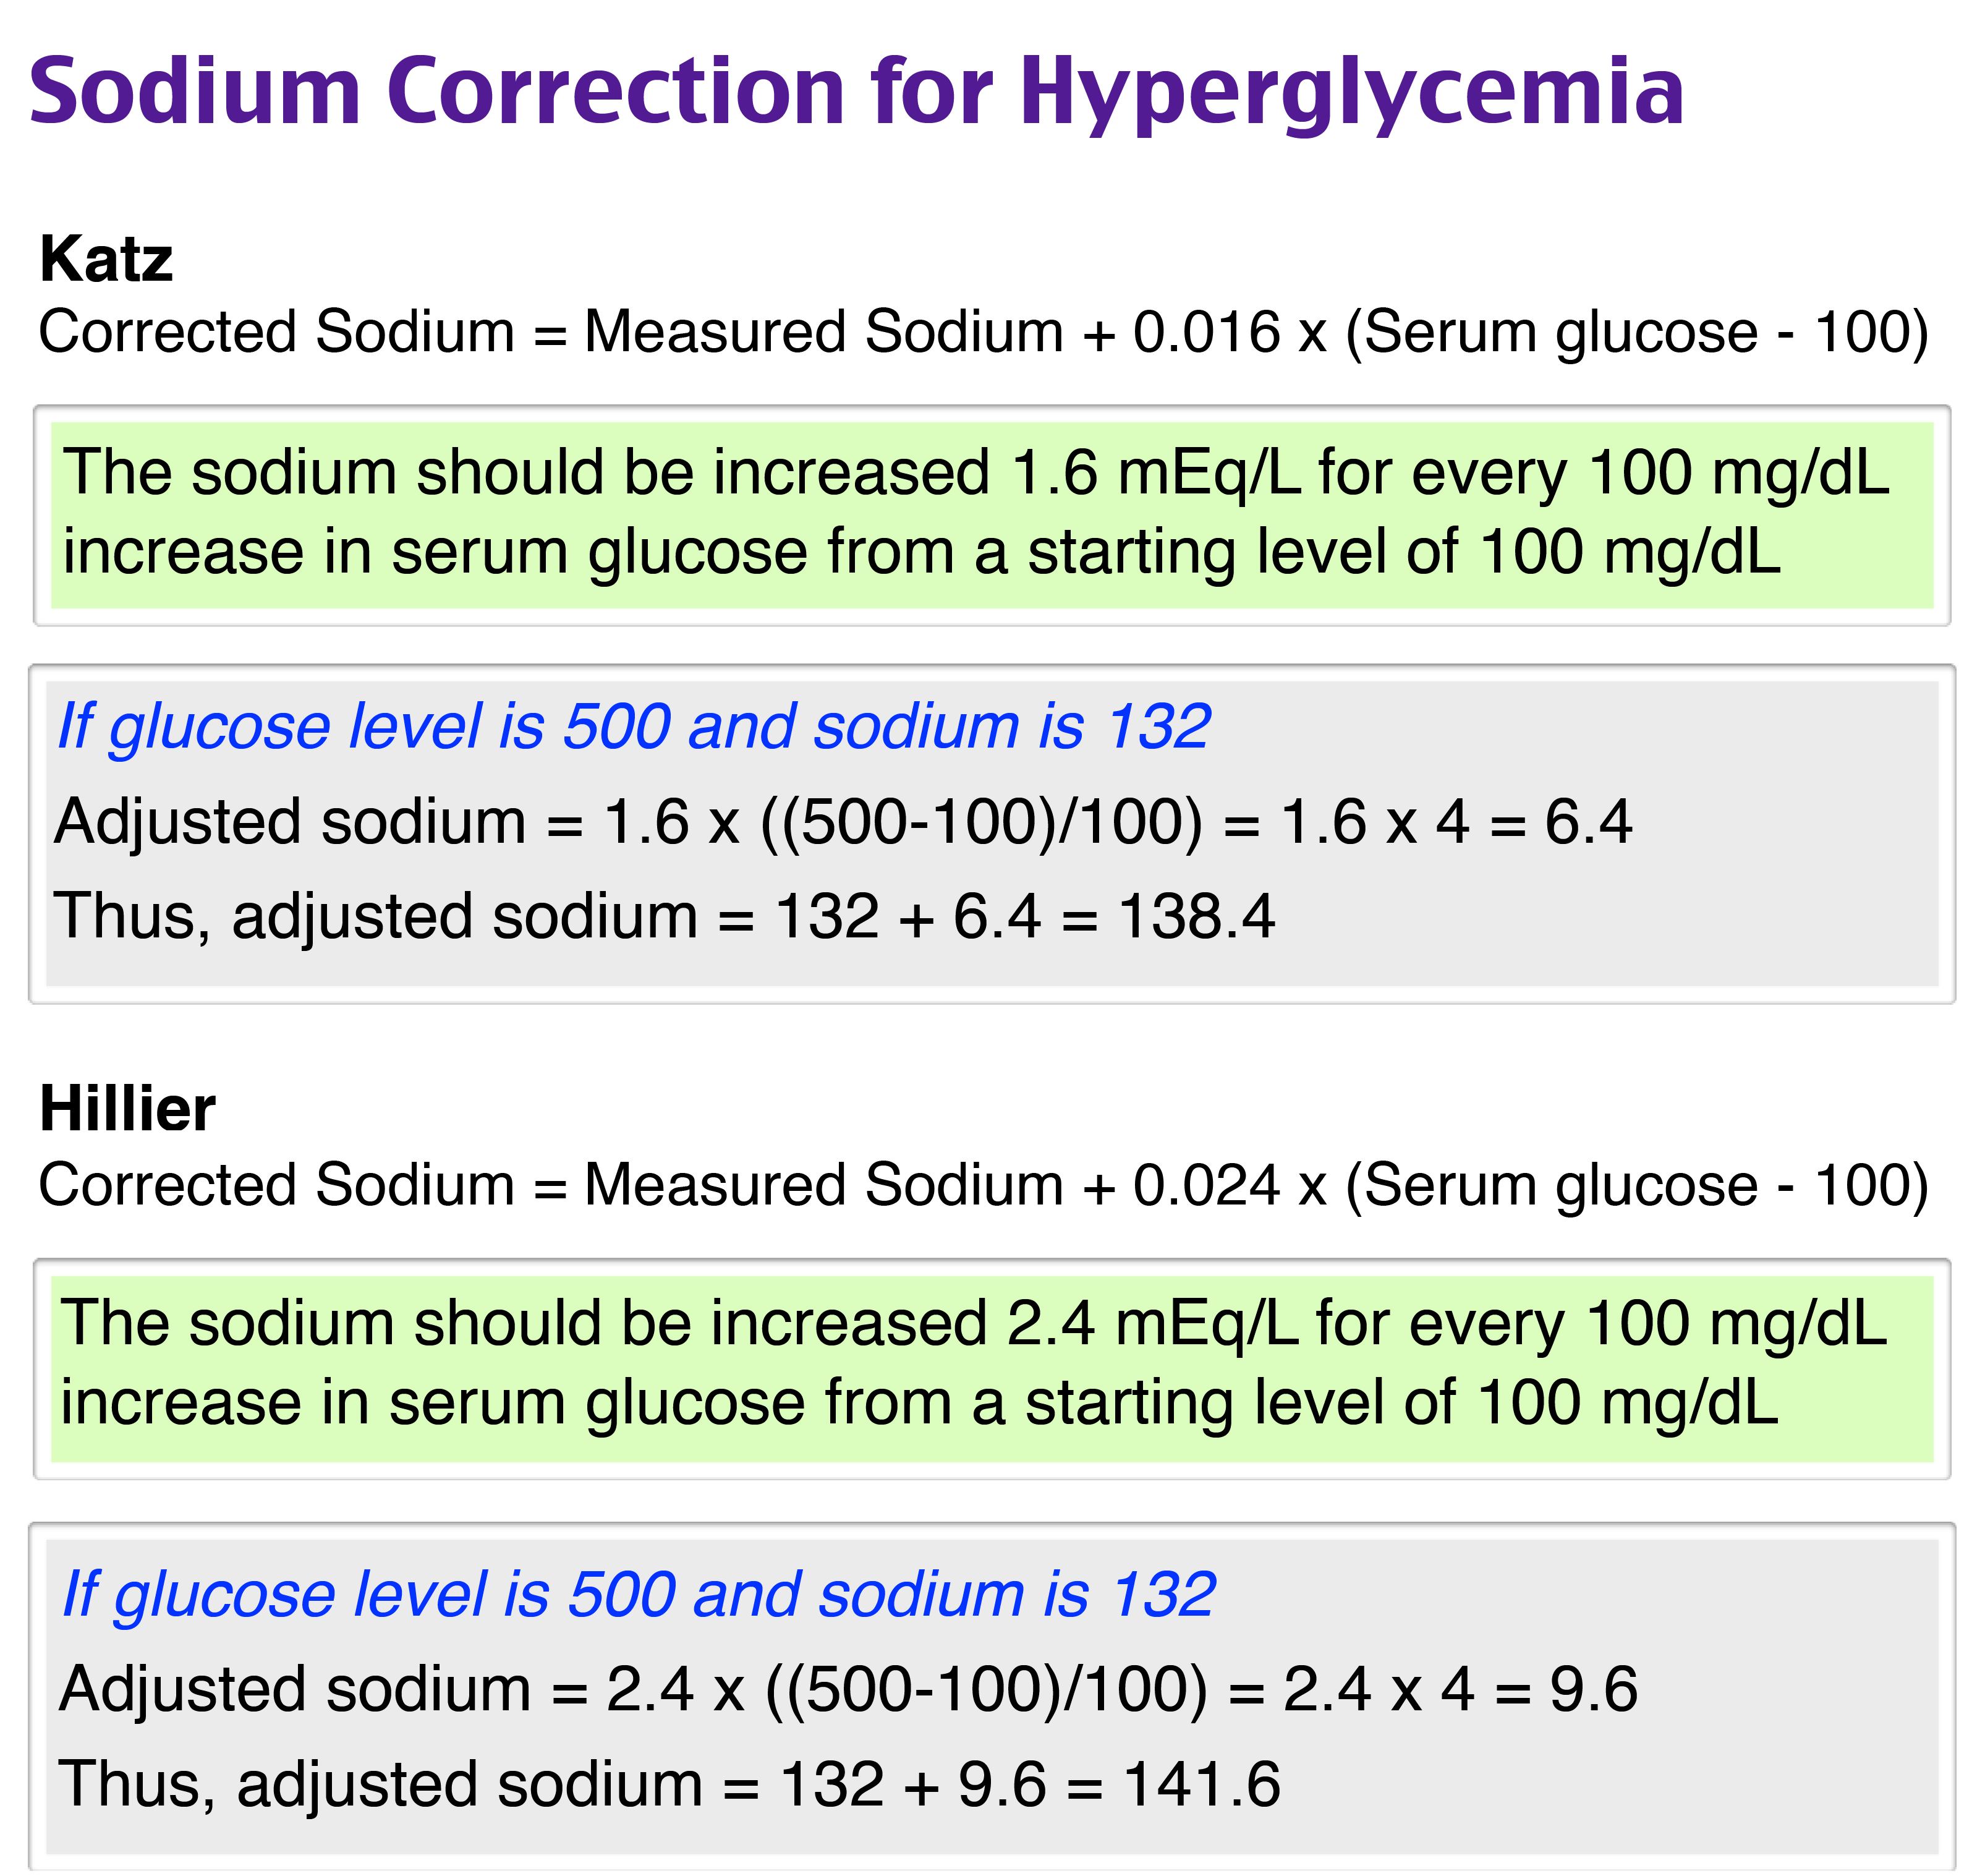 Sodium Correction for Hyperglycemia
Katz
Corrected Sodium = Measured Sodium + 0.016 x (Serum glucose - 100)
The sodium should be increased 1.6 mEq/L for every 100 mg/dL
increase in serum glucose from a starting level of 100 mg/dL
If glucose level is 500 and sodium is 132
Adjusted sodium = 1.6 x ((500-100)/100) = 1.6 x 4 = 6.4
Thus, adjusted sodium = 132 + 6.4 = 138.4
Hillier
Corrected Sodium = Measured Sodium + 0.024 x (Serum glucose - 100)
The sodium should be increased 2.4 mEq/L for every 100 mg/dL
increase in serum glucose from a starting level of 100 mg/dL
If glucose level is 500 and sodium is 132
Adjusted sodium = 2.4 x ((500-100)/100) = 2.4 x 4 = 9.6
Thus, adjusted sodium = 132 + 9.6 = 141.6